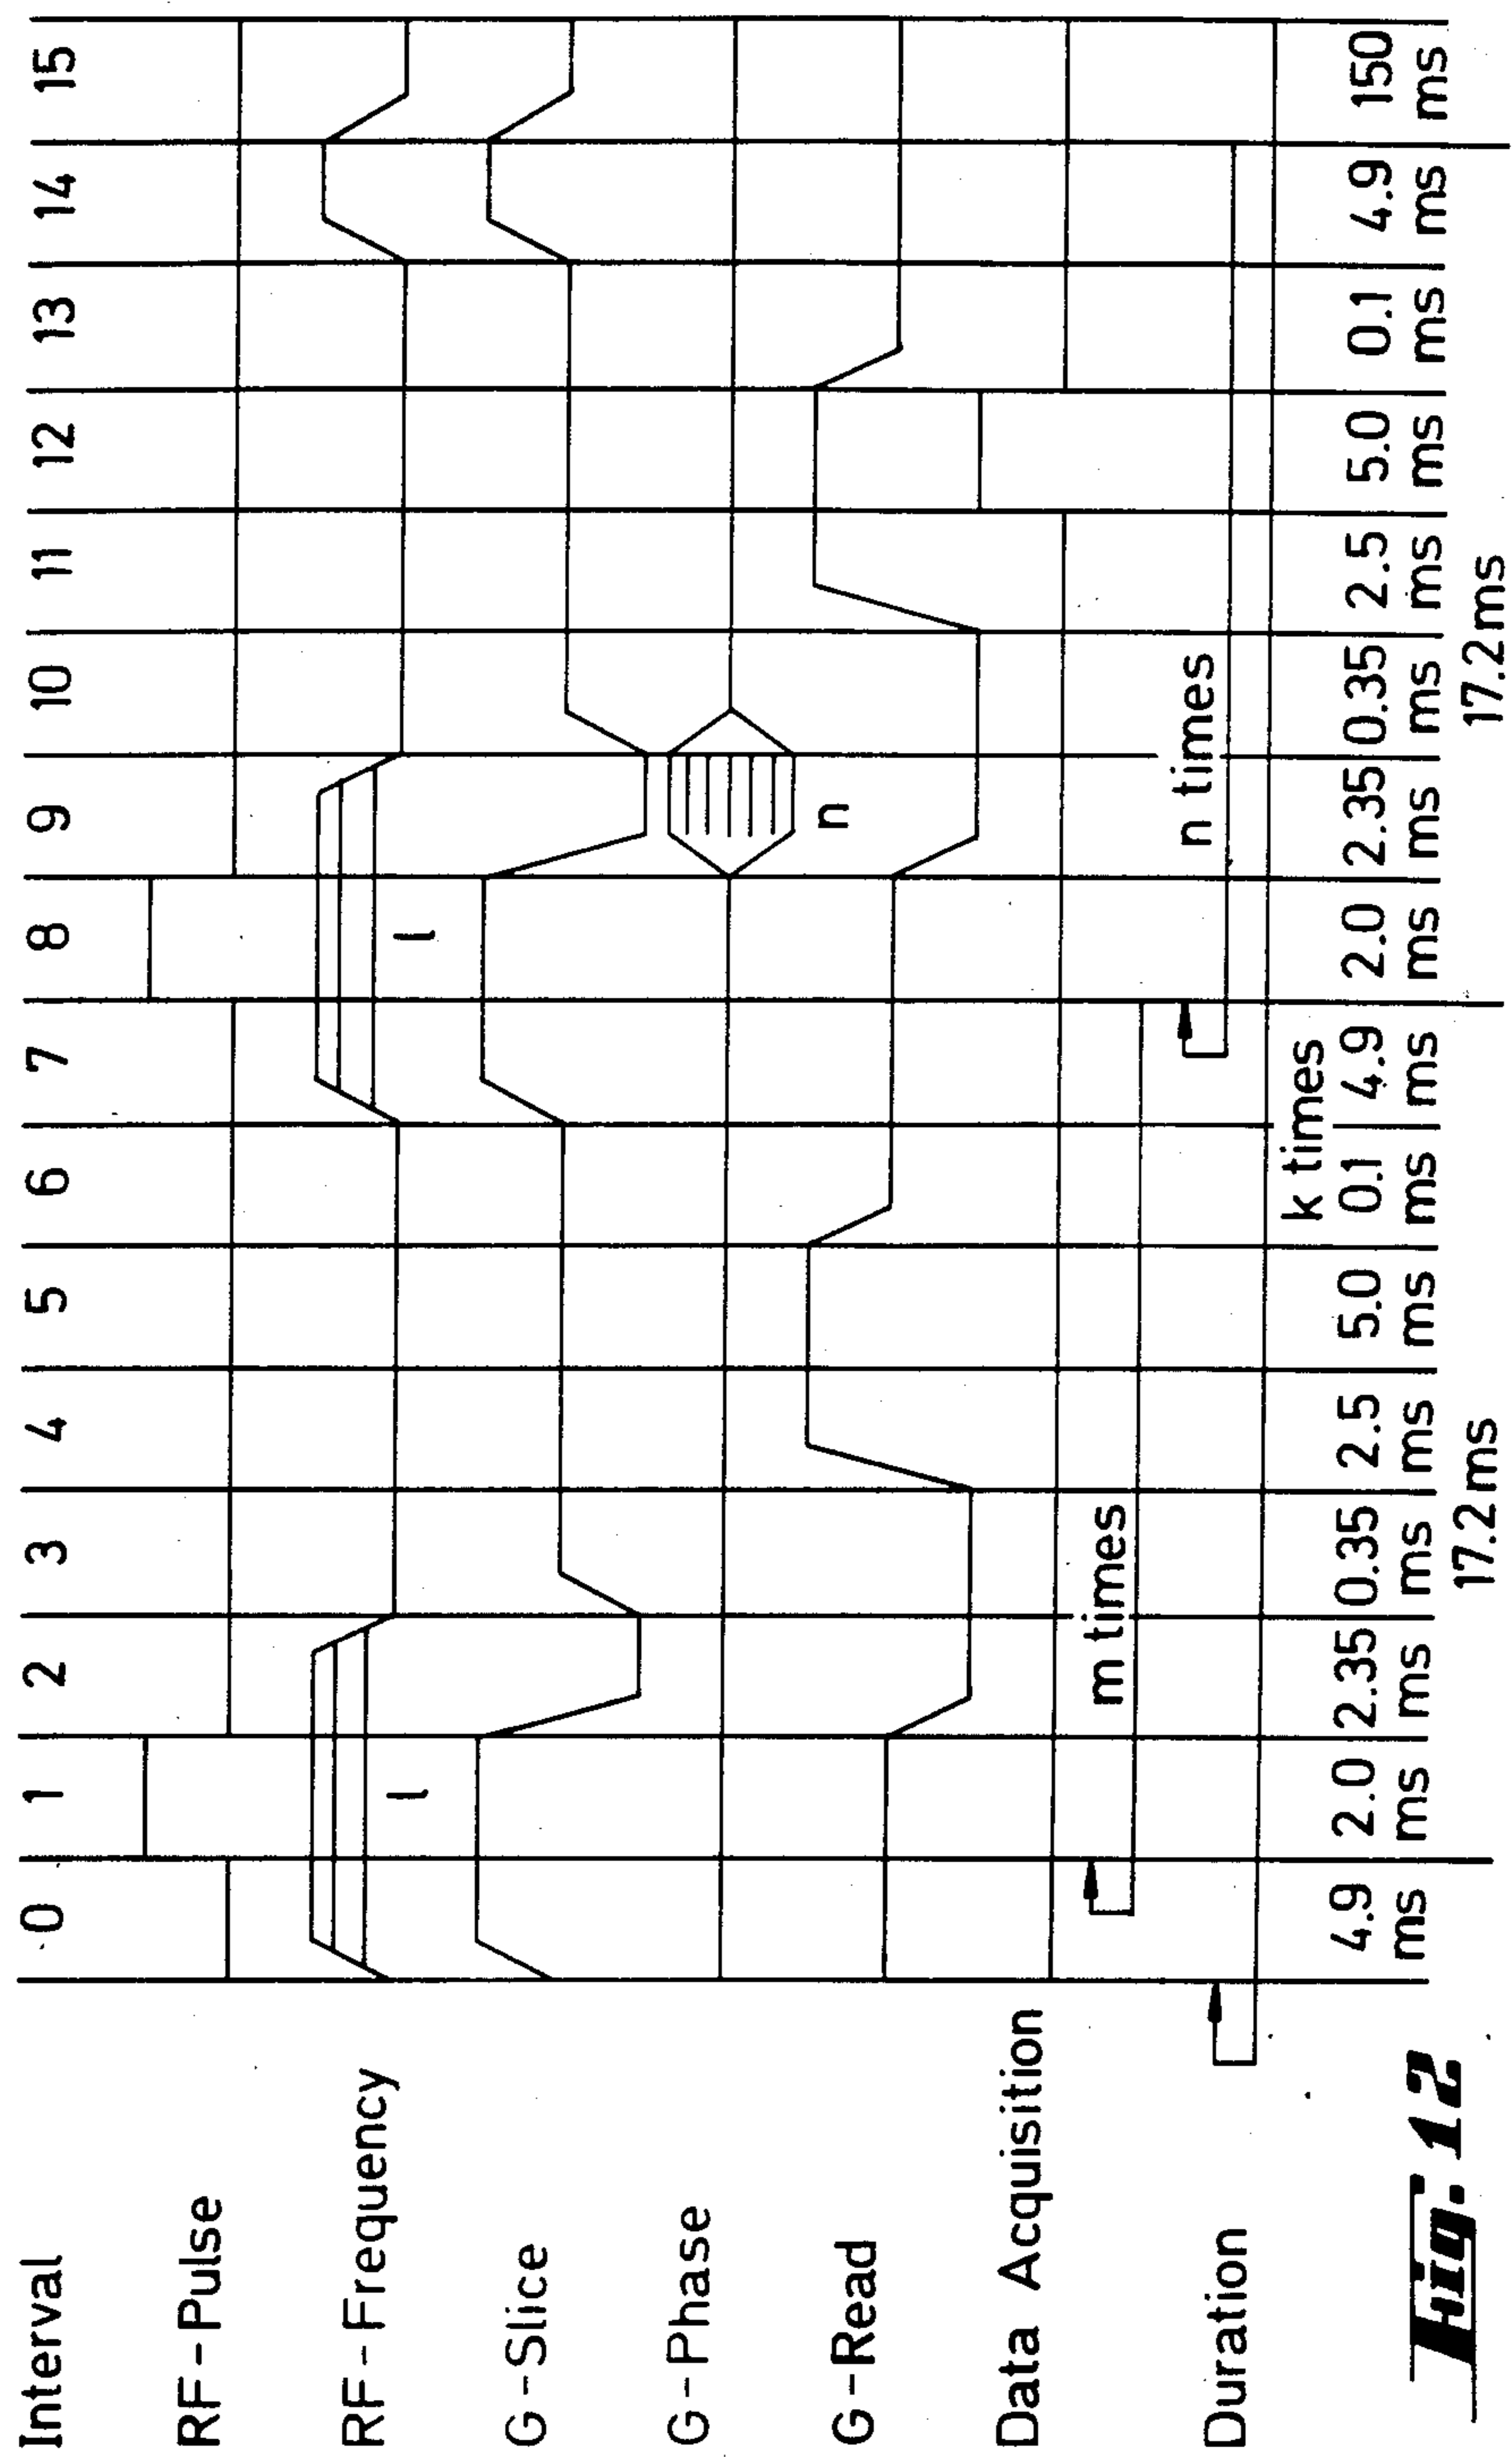 Interval 0 1 2 3 4 5 6 7 8 9 10 11 12 13 14 15
RF-Pulse
RF-Frequency l l
G-Slice
G-Phase n
G-Read
Data Acquisition
m times
n times
k times
Duration 4.9 2.0 2.35 0.35 2.5 5.0 0.1 4.9 2.0 2.35 0.35 2.5 5.0 0.1 4.9 150
ms ms ms ms ms ms ms ms ms ms ms ms ms ms ms ms
17.2ms 17.2ms
Fig. 12